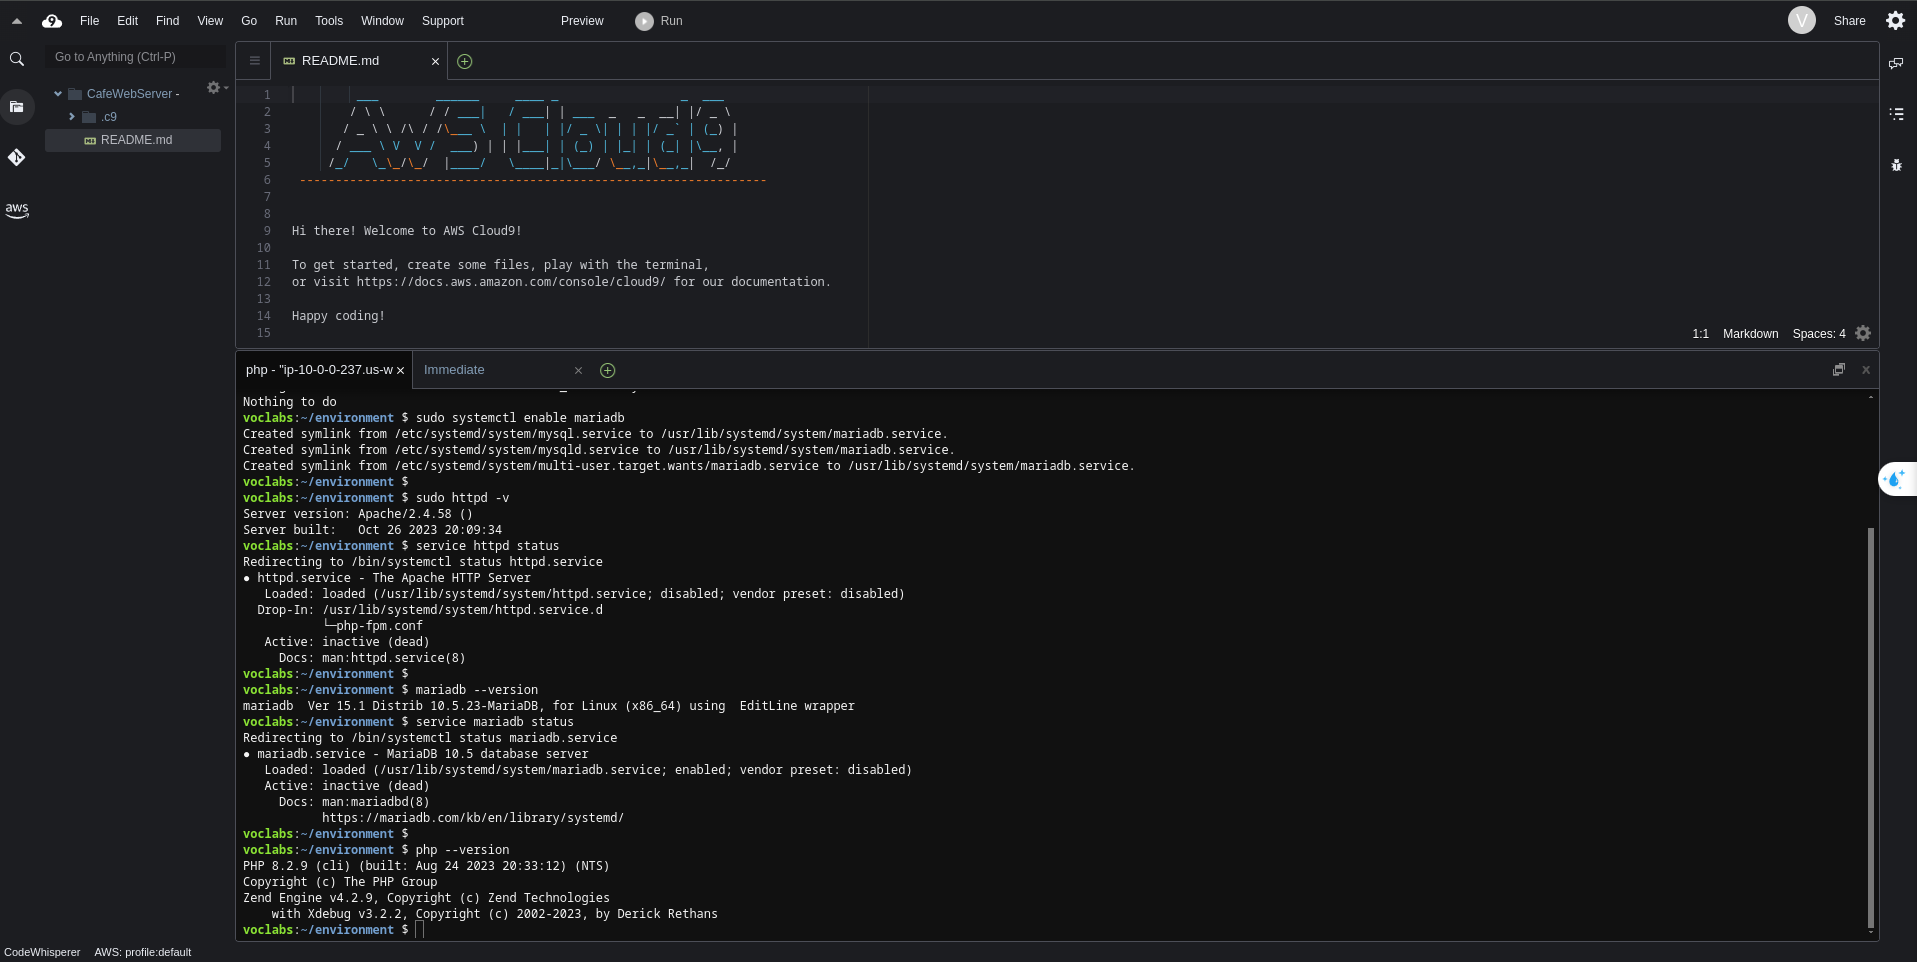 File Edit Find View Go Run Tools Window Support Preview Run V Share
Go to Anything (Ctrl-P)
README.md
CafeWebServer -
.c9
README.md
aws
1
2
3
4
5
6 -----------------------------------------------------------------
7
8
9 Hi there! Welcome to AWS Cloud9!
10
11 To get started, create some files, play with the terminal,
12 or visit https://docs.aws.amazon.com/console/cloud9/ for our documentation.
13
14 Happy coding!
15
1:1 Markdown Spaces: 4
php - "ip-10-0-0-237.us-w Immediate
Nothing to do
voclabs:~/environment $ sudo systemctl enable mariadb
Created symlink from /etc/systemd/system/mysql.service to /usr/lib/systemd/system/mariadb.service.
Created symlink from /etc/systemd/system/mysqld.service to /usr/lib/systemd/system/mariadb.service.
Created symlink from /etc/systemd/system/multi-user.target.wants/mariadb.service to /usr/lib/systemd/system/mariadb.service.
voclabs:~/environment $
voclabs:~/environment $ sudo httpd -v
Server version: Apache/2.4.58 ()
Server built:   Oct 26 2023 20:09:34
voclabs:~/environment $ service httpd status
Redirecting to /bin/systemctl status httpd.service
● httpd.service - The Apache HTTP Server
   Loaded: loaded (/usr/lib/systemd/system/httpd.service; disabled; vendor preset: disabled)
  Drop-In: /usr/lib/systemd/system/httpd.service.d
           └─php-fpm.conf
   Active: inactive (dead)
     Docs: man:httpd.service(8)
voclabs:~/environment $
voclabs:~/environment $ mariadb --version
mariadb  Ver 15.1 Distrib 10.5.23-MariaDB, for Linux (x86_64) using  EditLine wrapper
voclabs:~/environment $ service mariadb status
Redirecting to /bin/systemctl status mariadb.service
● mariadb.service - MariaDB 10.5 database server
   Loaded: loaded (/usr/lib/systemd/system/mariadb.service; enabled; vendor preset: disabled)
   Active: inactive (dead)
     Docs: man:mariadbd(8)
           https://mariadb.com/kb/en/library/systemd/
voclabs:~/environment $
voclabs:~/environment $ php --version
PHP 8.2.9 (cli) (built: Aug 24 2023 20:33:12) (NTS)
Copyright (c) The PHP Group
Zend Engine v4.2.9, Copyright (c) Zend Technologies
    with Xdebug v3.2.2, Copyright (c) 2002-2023, by Derick Rethans
voclabs:~/environment $
CodeWhisperer AWS: profile:default